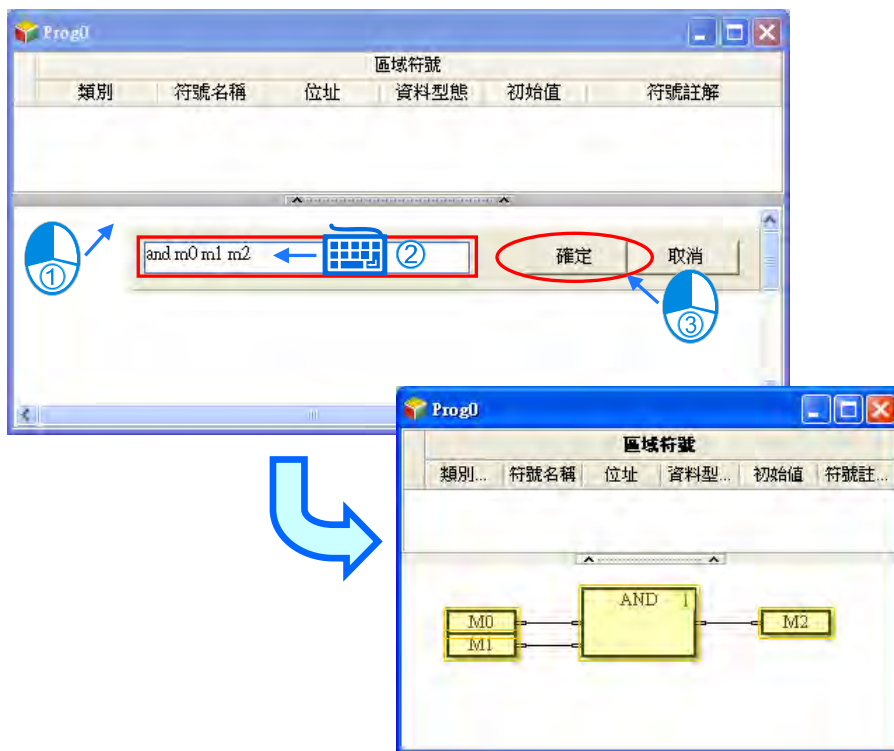 Prog0
區域符號
類別 符號名稱 位址 資料型態 初始值 符號註解
and m0 m1 m2 ② 確定 取消
①
③
Prog0
區域符號
類別... 符號名稱 位址 資料型... 初始值 符號註...
AND 1
M0 M2
M1